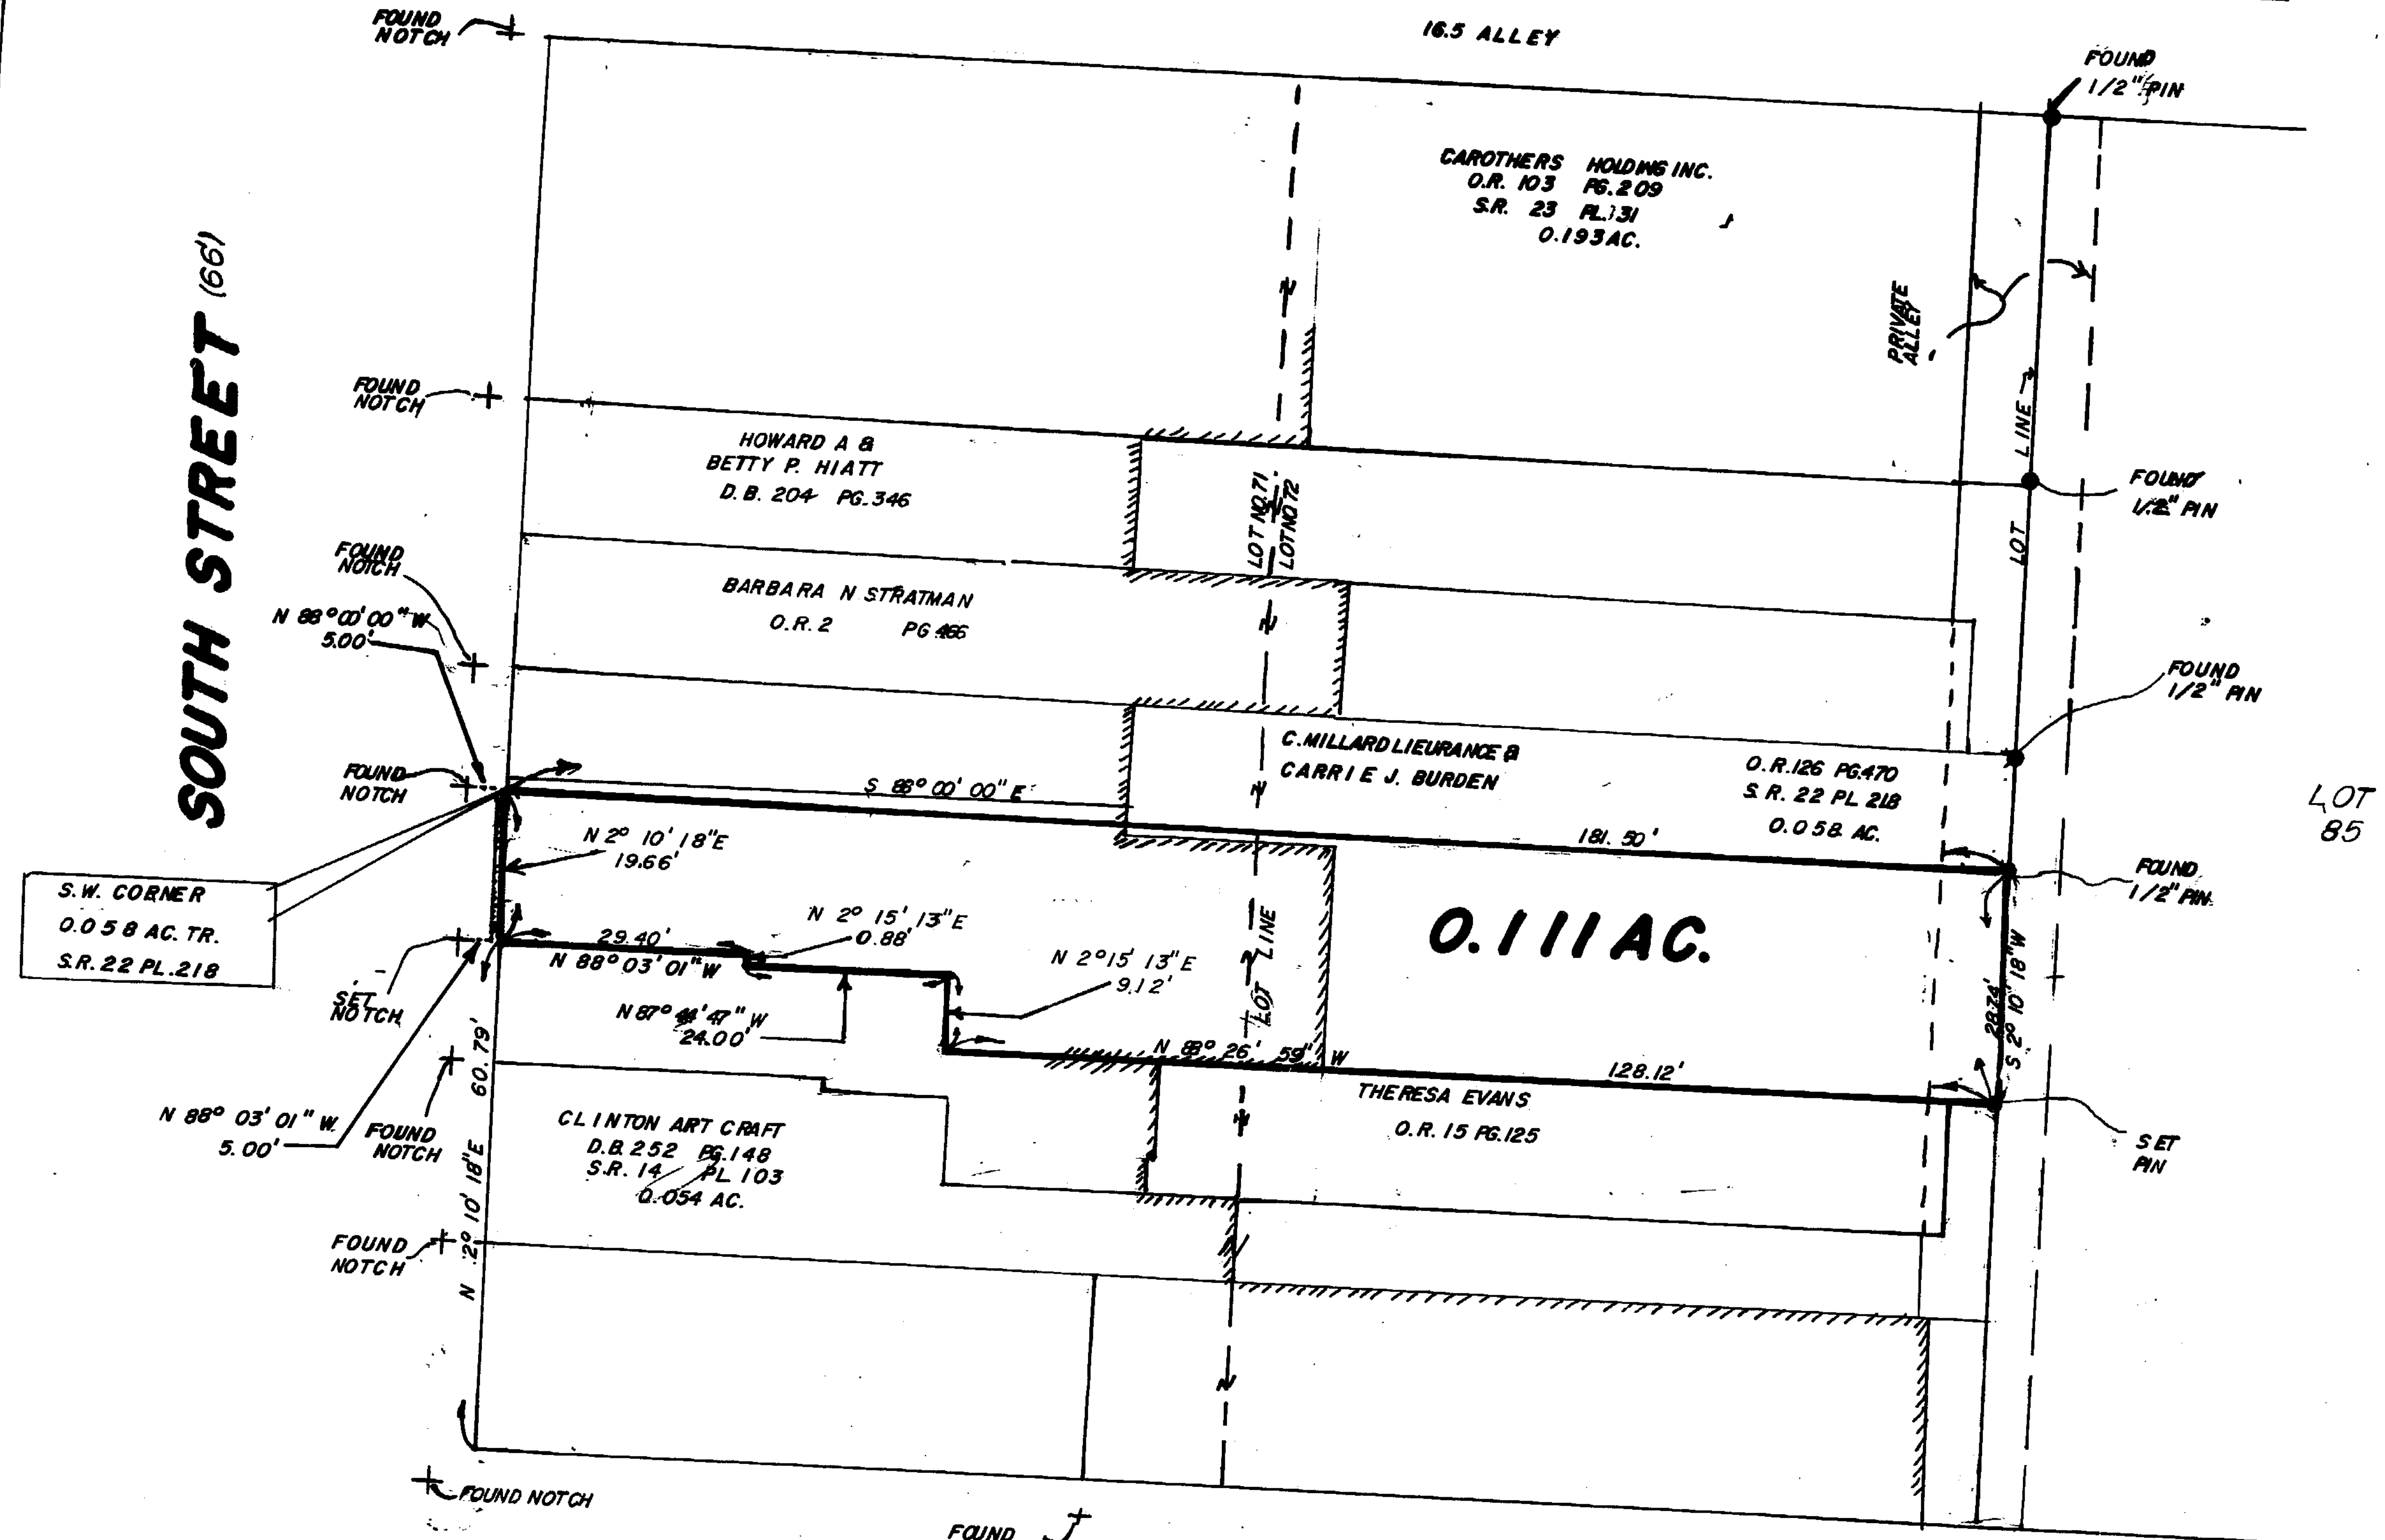 FOUND
NOTCH
16.5 ALLEY
FOUND
1/2" PIN
CAROTHERS HOLDING INC.
O.R. 103 PG. 209
S.R. 23 PL. 131
0.193 AC.
SOUTH STREET (66')
PRIVATE
ALLEY
LOT LINE
FOUND
NOTCH
HOWARD A &
BETTY P. HIATT
D.B. 204 PG. 346
LOT NO. 71
LOT NO 72
FOUND
1/2" PIN
FOUND
NOTCH
BARBARA N STRATMAN
O.R. 2 PG 466
N 88° 00' 00" W
5.00'
FOUND
1/2" PIN
FOUND
NOTCH
C. MILLARD LIEURANCE &
CARRIE J. BURDEN
O.R. 126 PG. 470
S.R. 22 PL 218
0.058 AC.
S 88° 00' 00" E
181.50'
LOT
85
N 2° 10' 18" E
19.66'
FOUND
1/2" PIN
S.W. CORNER
0.058 AC. TR.
S.R. 22 PL. 218
0.111 AC.
N 2° 15' 13" E
0.88'
29.40'
N 88° 03' 01" W
N 2° 15' 13" E
9.12'
LOT LINE
28.74'
S 2° 10' 18" W
SET
NOTCH
N 87° 44' 47" W
24.00'
N 88° 26' 59" W
128.12'
THERESA EVANS
O.R. 15 PG. 125
N 88° 03' 01" W
5.00'
FOUND
NOTCH
N 2° 10' 18" E 60.79'
CLINTON ART CRAFT
D.B. 252 PG. 148
S.R. 14 PL 103
0.054 AC.
SET
PIN
FOUND
NOTCH
FOUND NOTCH
FOUND